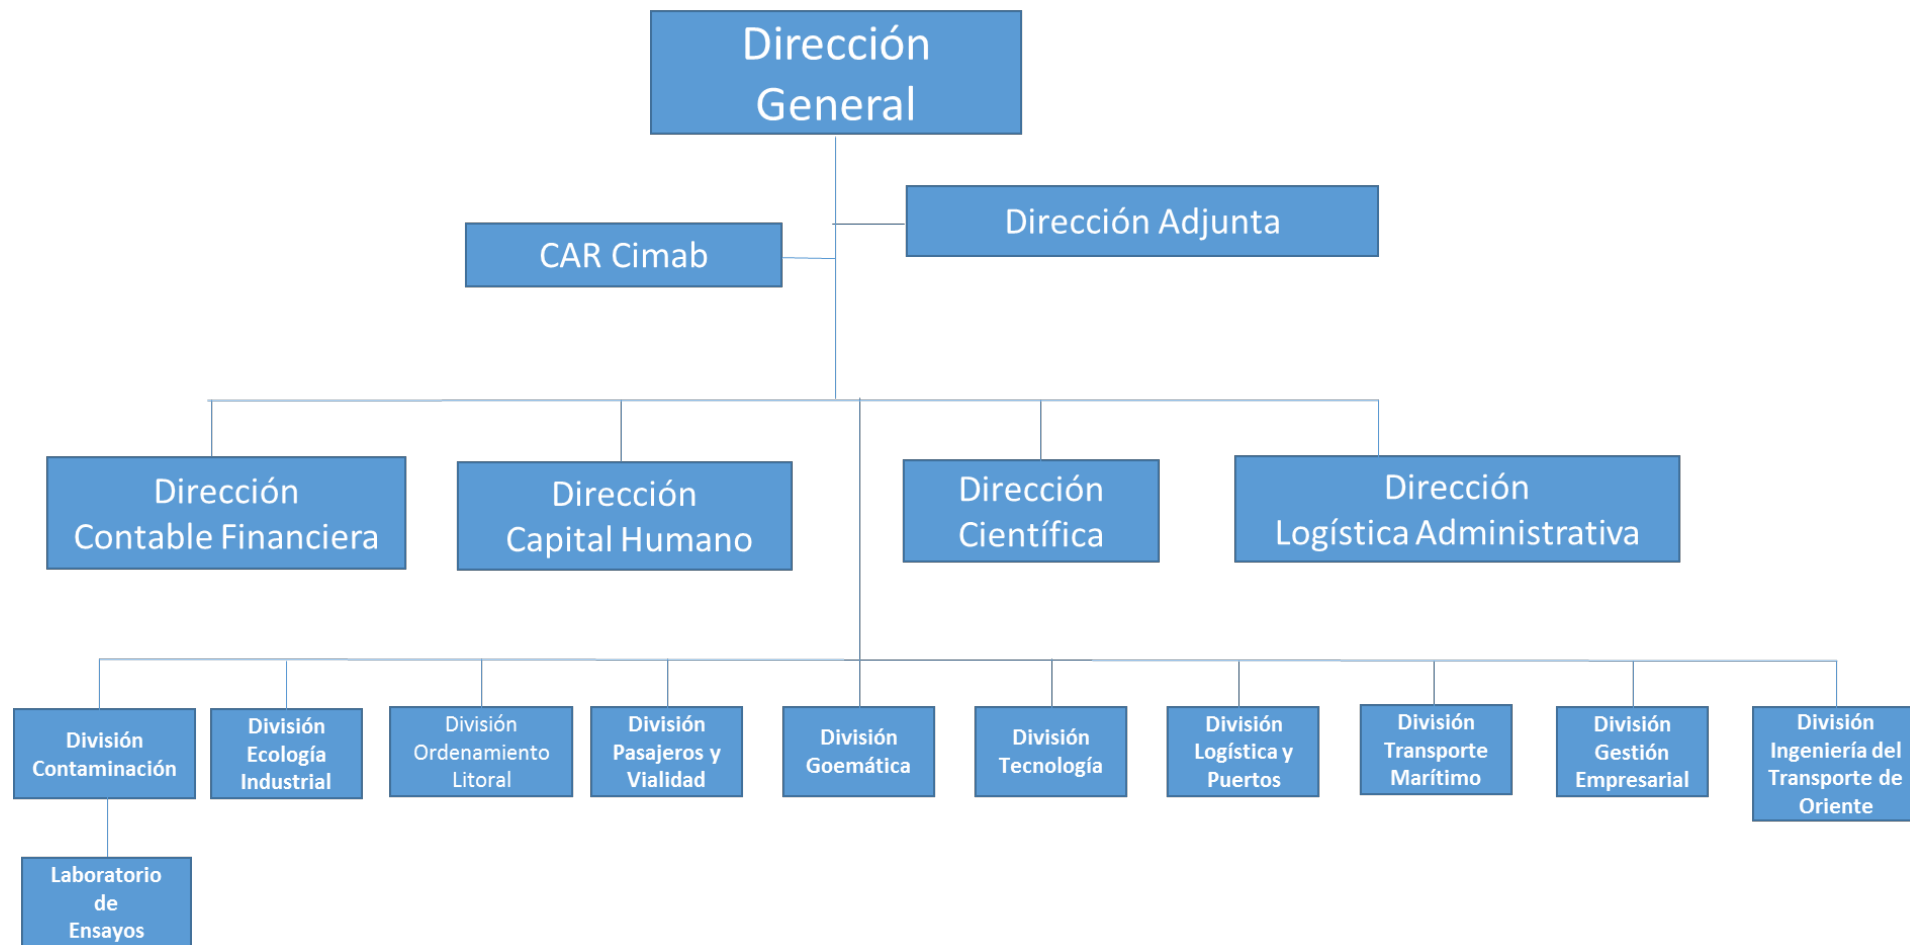 Dirección
General
Dirección Adjunta
CAR Cimab
Dirección
Contable Financiera
Dirección
Capital Humano
Dirección
Científica
Dirección
Logística Administrativa
División
Contaminación
División
Ecología
Industrial
División
Ordenamiento
Litoral
División
Pasajeros y
Vialidad
División
Goemática
División
Tecnología
División
Logística y
Puertos
División
Transporte
Marítimo
División
Gestión
Empresarial
División
Ingeniería del
Transporte de
Oriente
Laboratorio
de
Ensayos